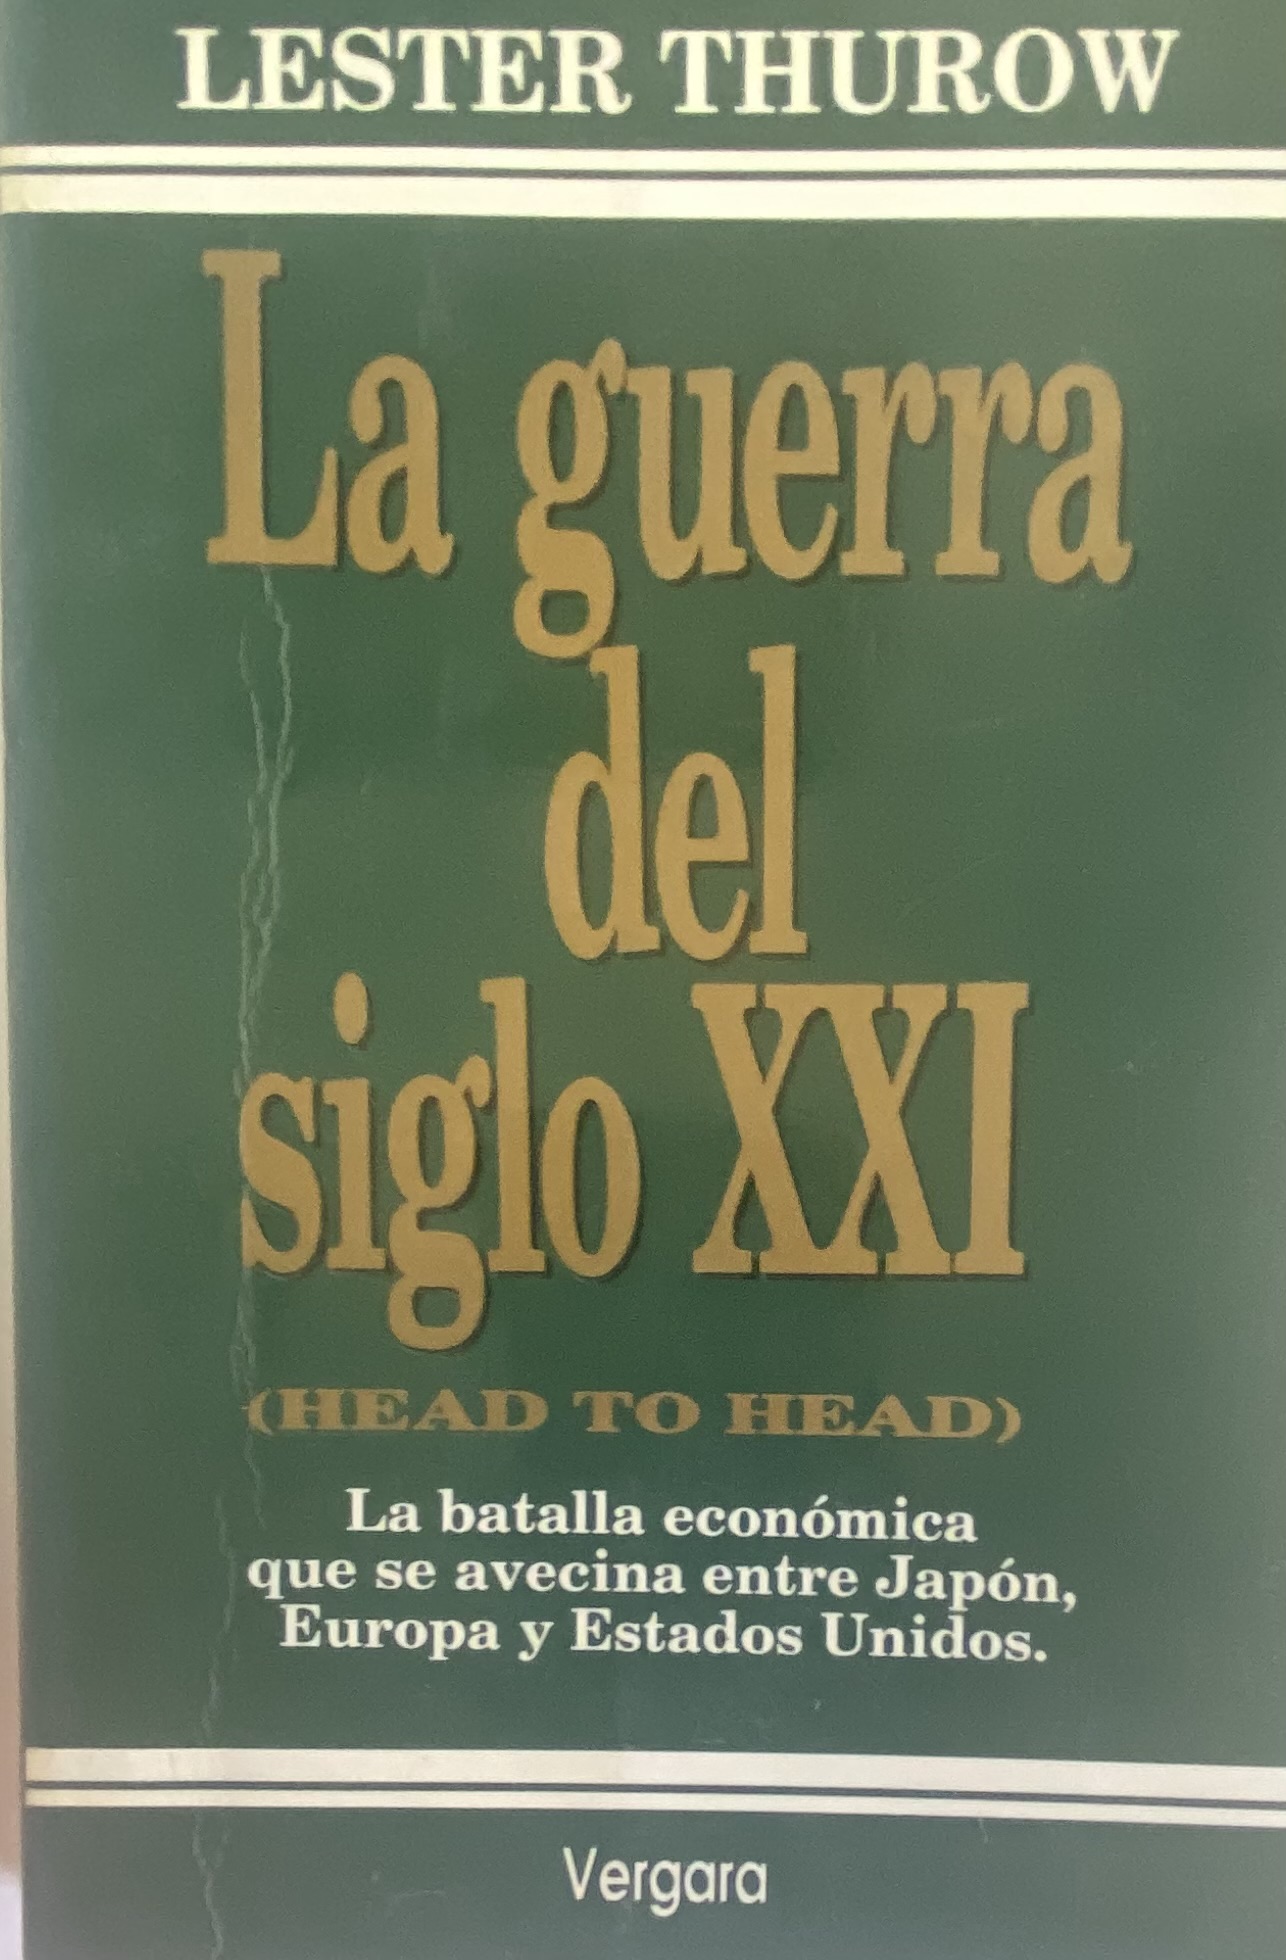 LESTER THUROW
La guerra
del
siglo XXI
(HEAD TO HEAD)
La batalla económica
que se avecina entre Japón,
Europa y Estados Unidos.
Vergara